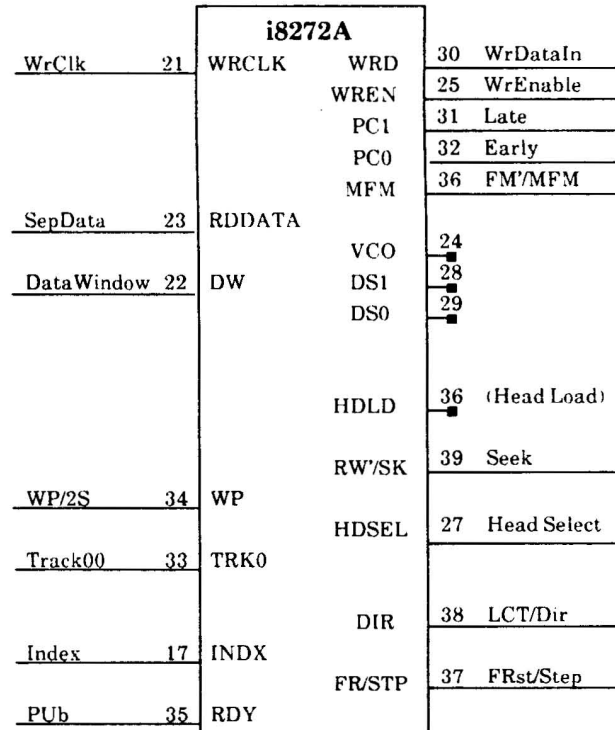 i8272A
WrClk 21 WRCLK WRD 30 WrDataIn
WREN 25 WrEnable
PC1 31 Late
PC0 32 Early
MFM 36 FM'/MFM
SepData 23 RDDATA
VCO 24
DataWindow 22 DW DS1 28
DS0 29
HDLD 36 (Head Load)
RW'/SK 39 Seek
WP/2S 34 WP
HDSEL 27 Head Select
Track00 33 TRK0
DIR 38 LCT/Dir
Index 17 INDX
FR/STP 37 FRst/Step
PUb 35 RDY